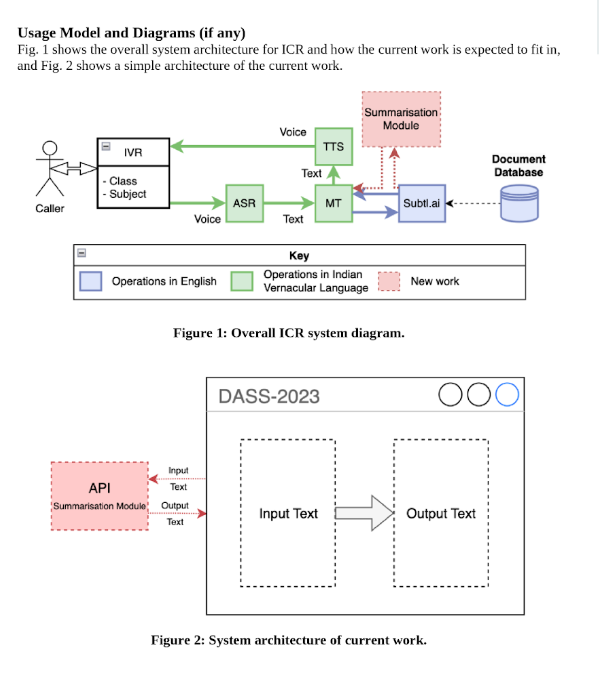 Usage Model and Diagrams (if any)
Fig. 1 shows the overall system architecture for ICR and how the current work is expected to fit in,
and Fig. 2 shows a simple architecture of the current work.
Summarisation
Module
Voice
TTS
IVR
Text
Document
Database
- Class
- Subject
Caller
ASR
MT
Subtl.ai
Voice
Text
Key
Operations in English
Operations in Indian
Vernacular Language
New work
Figure 1: Overall ICR system diagram.
DASS-2023
Input
Text
API
Summarisation Module
Output
Text
Input Text
Output Text
Figure 2: System architecture of current work.